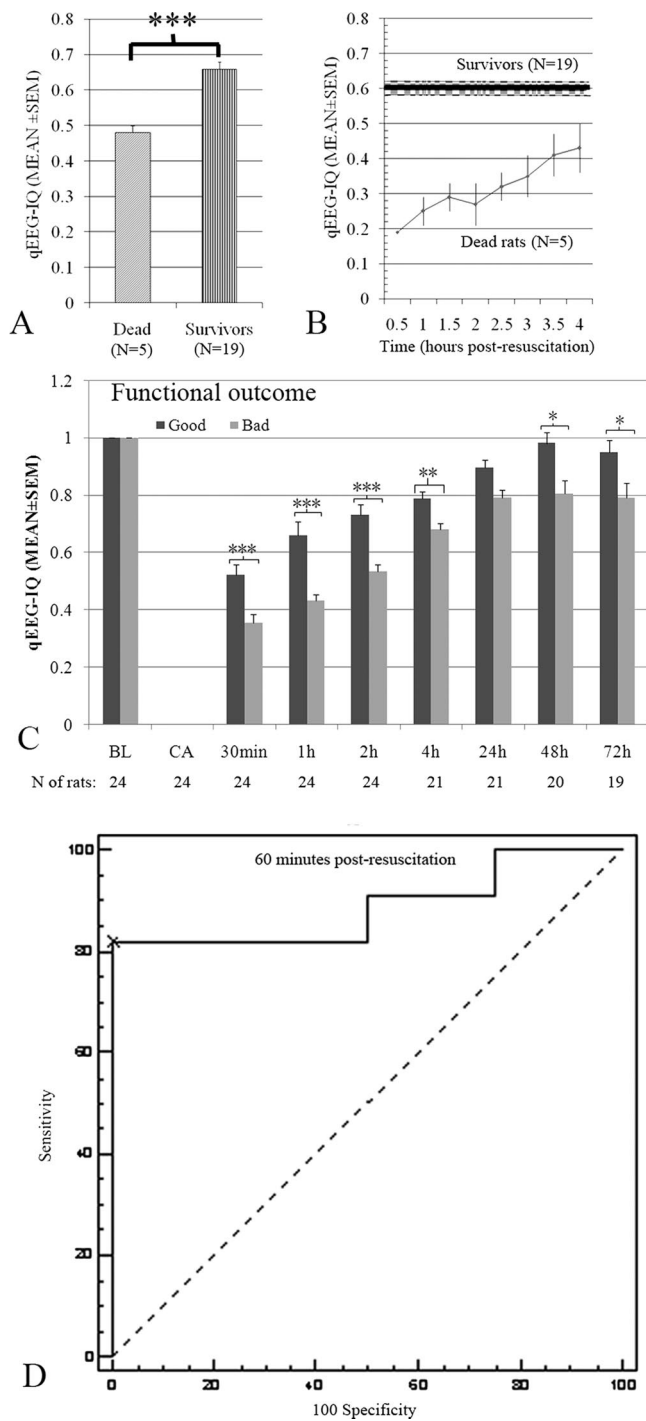 0.8
0.7
0.6
0.5
0.4
0.3
0.2
0.1
0
qEEG-IQ (MEAN ±SEM)
***
Dead
(N=5)
Survivors
(N=19)
A
0.8
0.7
0.6
0.5
0.4
0.3
0.2
0.1
0
qEEG-IQ (MEAN±SEM)
Survivors (N=19)
Dead rats (N=5)
0.5 1 1.5 2 2.5 3 3.5 4
Time (hours post-resuscitation)
B
Functional outcome
Good Bad
1.2
1
0.8
0.6
0.4
0.2
0
qEEG-IQ (MEAN±SEM)
*** *** *** ** * *
BL CA 30min 1h 2h 4h 24h 48h 72h
N of rats: 24 24 24 24 24 21 21 20 19
C
60 minutes post-resuscitation
100
80
60
40
20
0
Sensitivity
0 20 40 60 80 100
100 Specificity
D